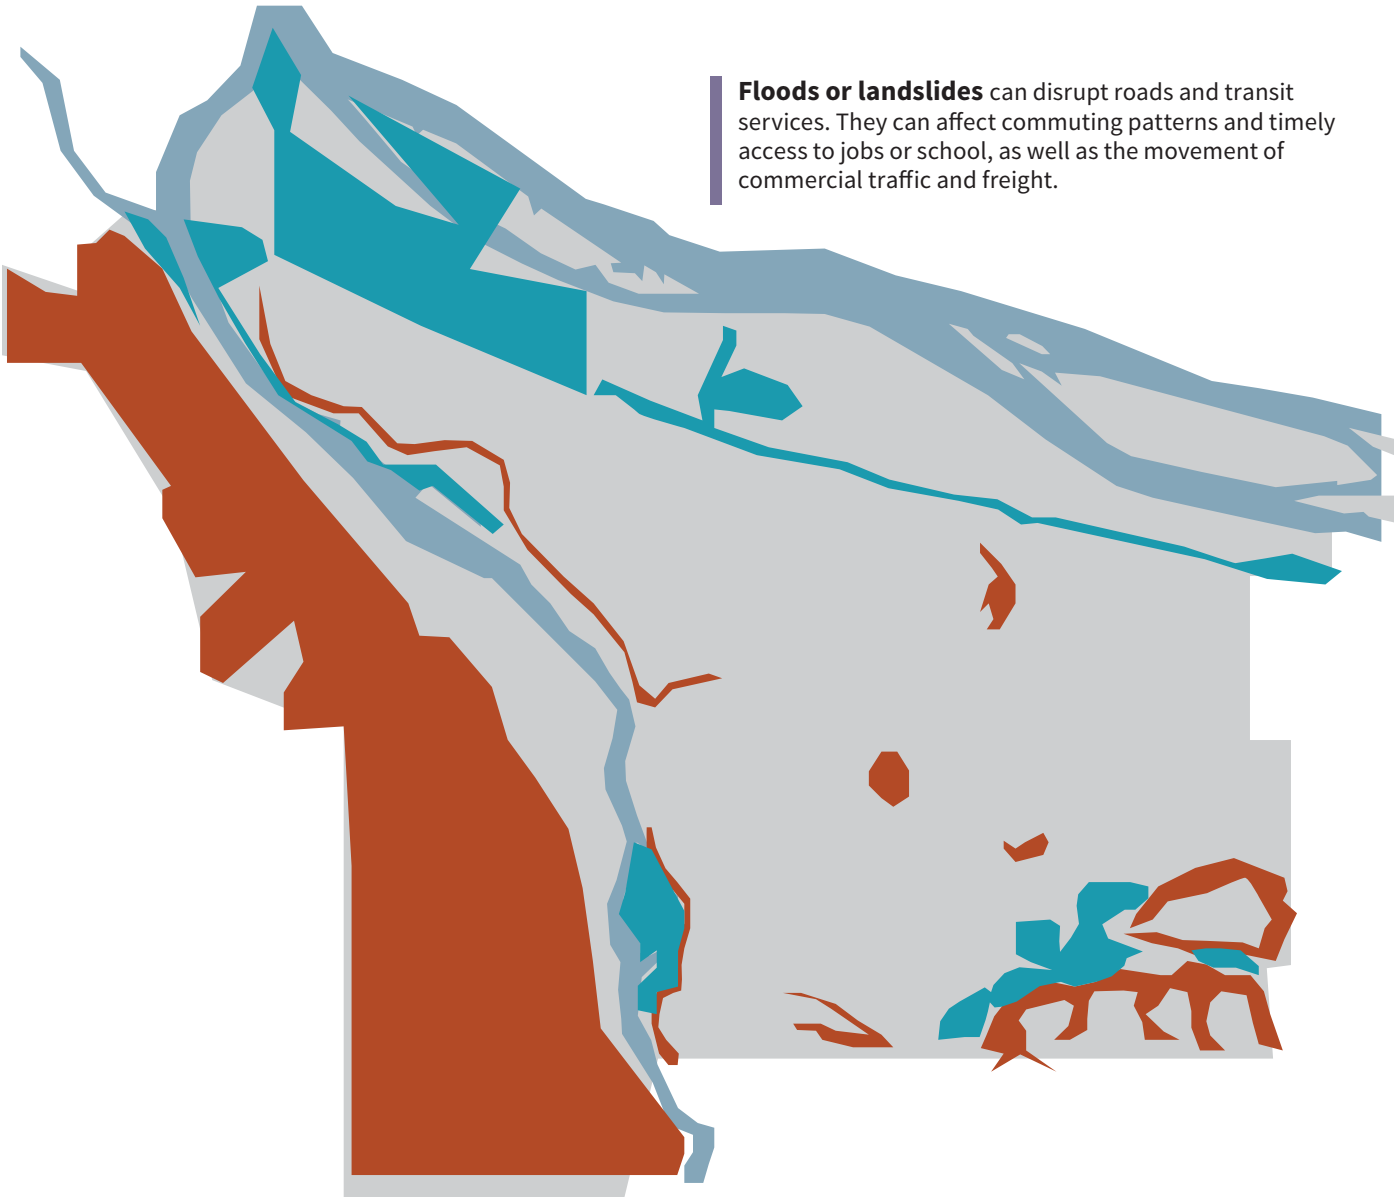 Floods or landslides can disrupt roads and transit
services. They can affect commuting patterns and timely
access to jobs or school, as well as the movement of
commercial traffic and freight.